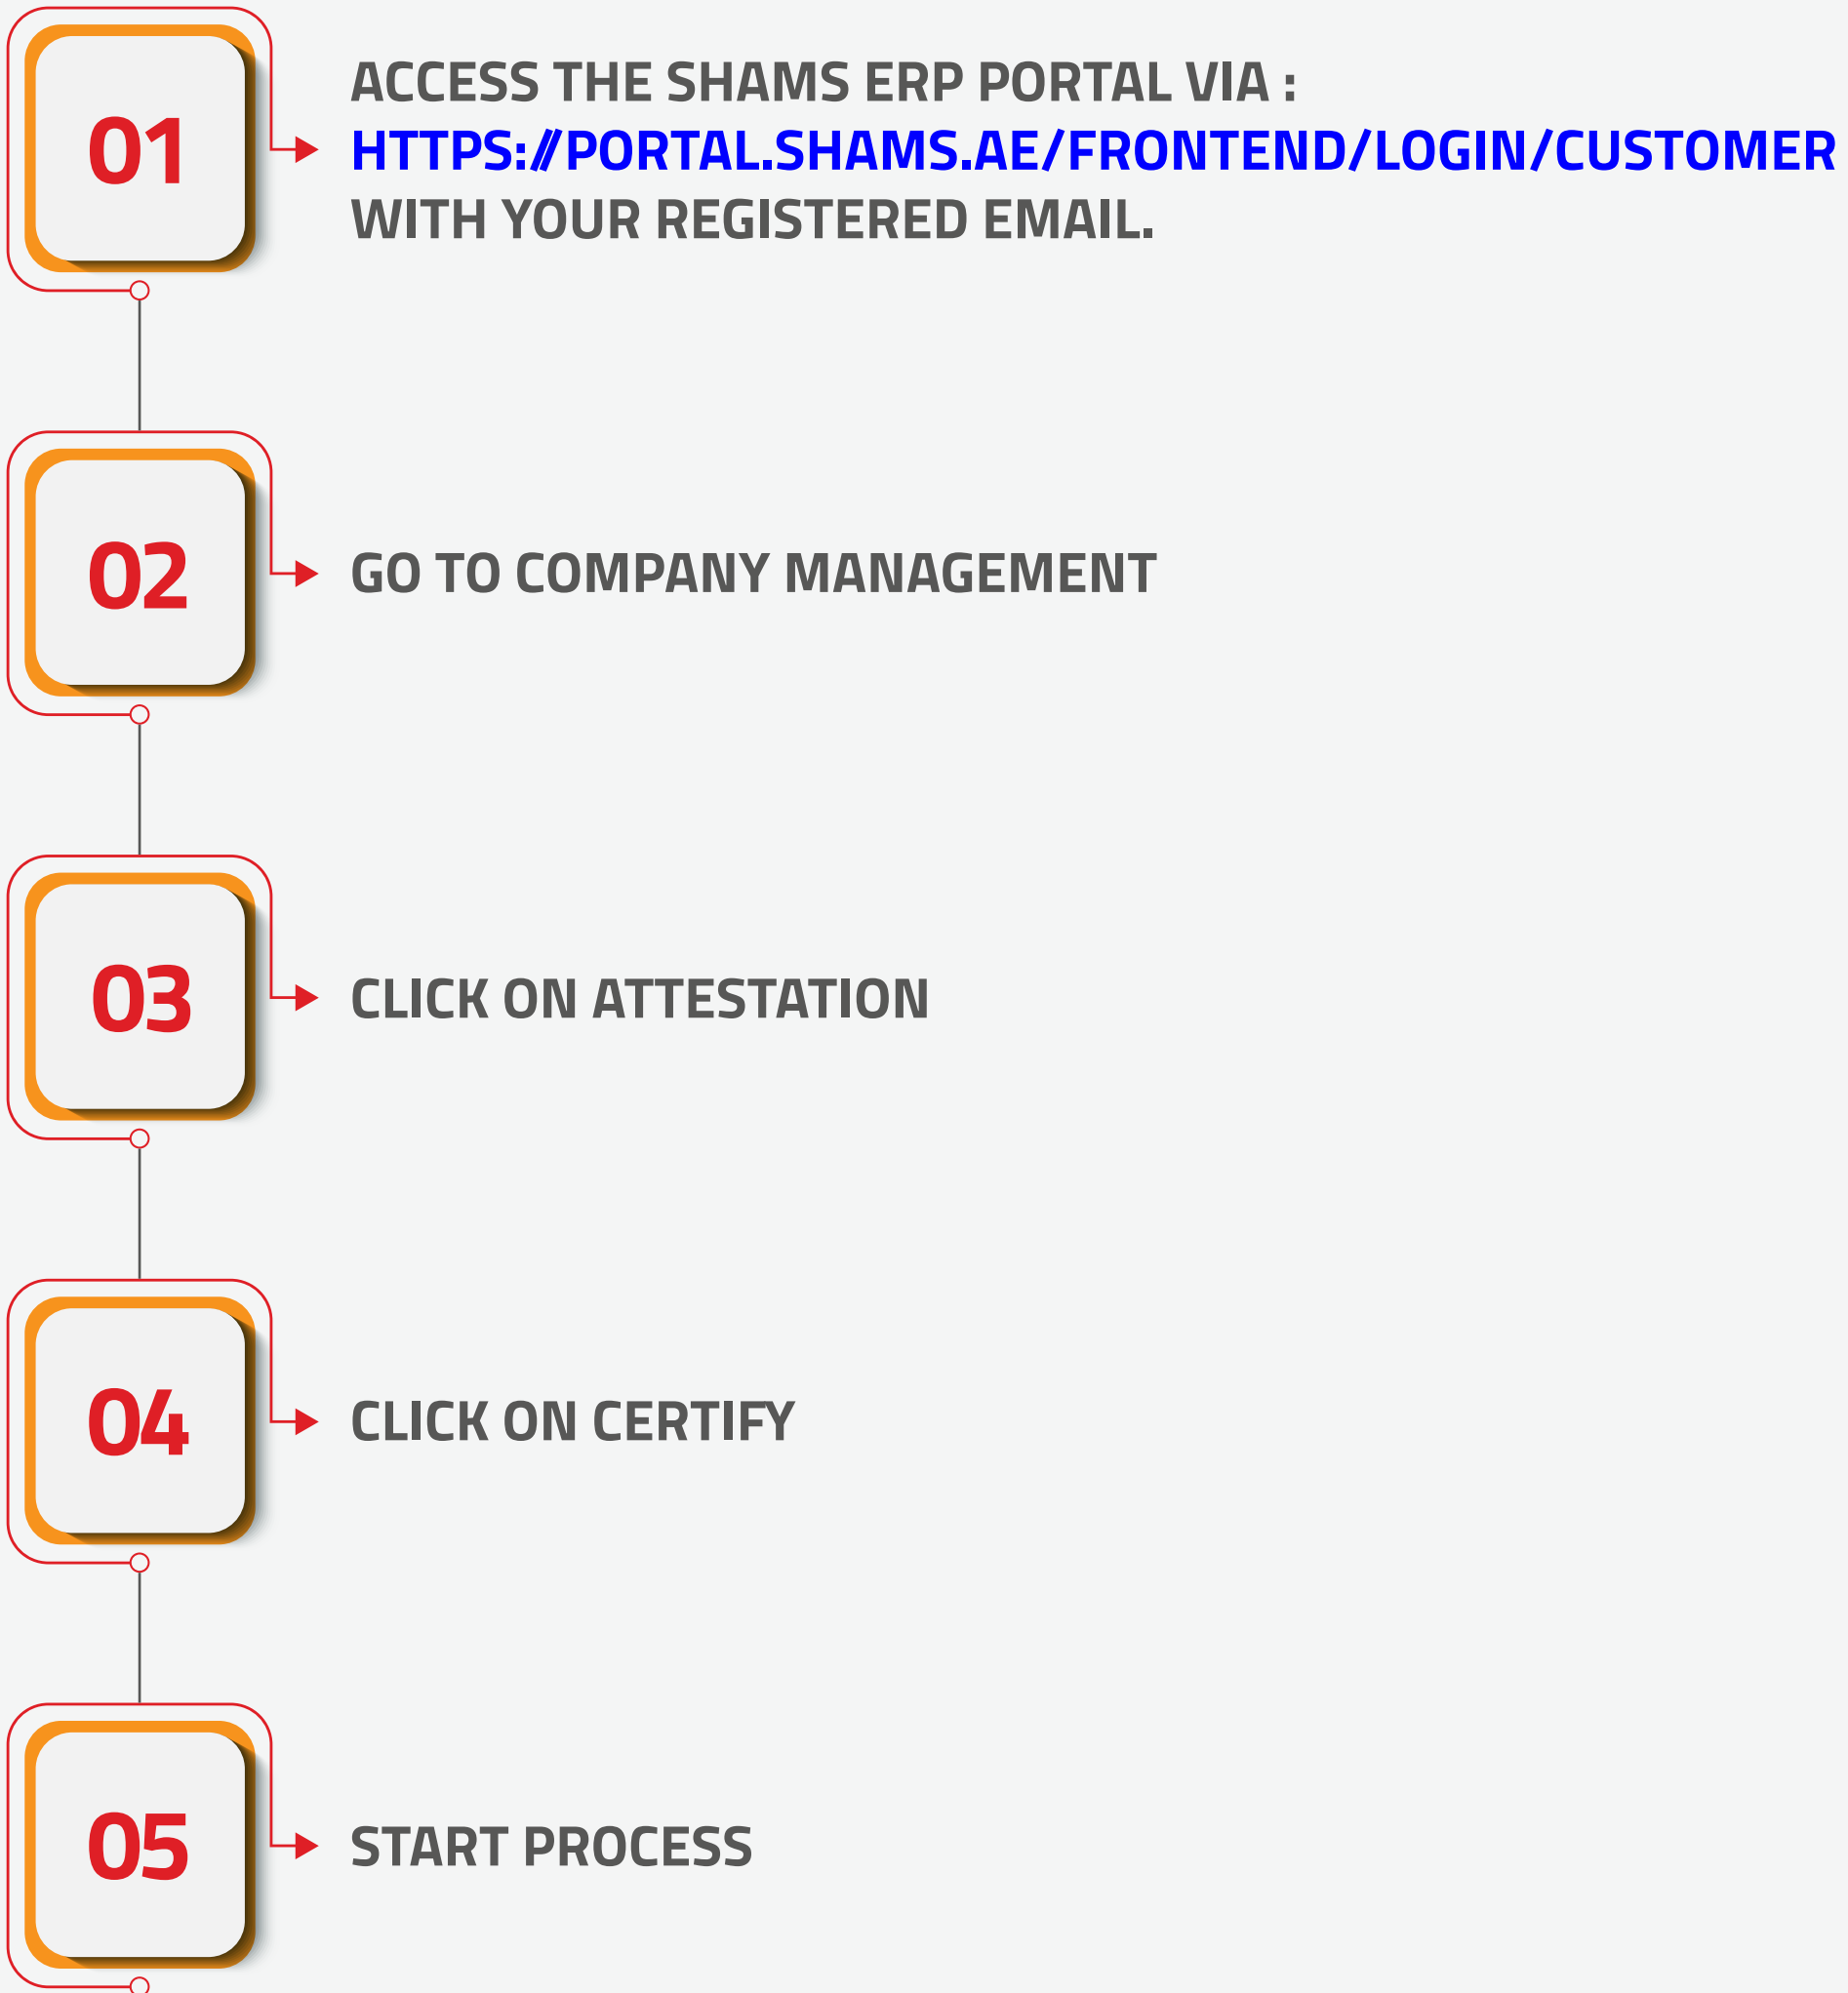 01
ACCESS THE SHAMS ERP PORTAL VIA :
HTTPS://PORTAL.SHAMS.AE/FRONTEND/LOGIN/CUSTOMER
WITH YOUR REGISTERED EMAIL.
02
GO TO COMPANY MANAGEMENT
03
CLICK ON ATTESTATION
04
CLICK ON CERTIFY
05
START PROCESS